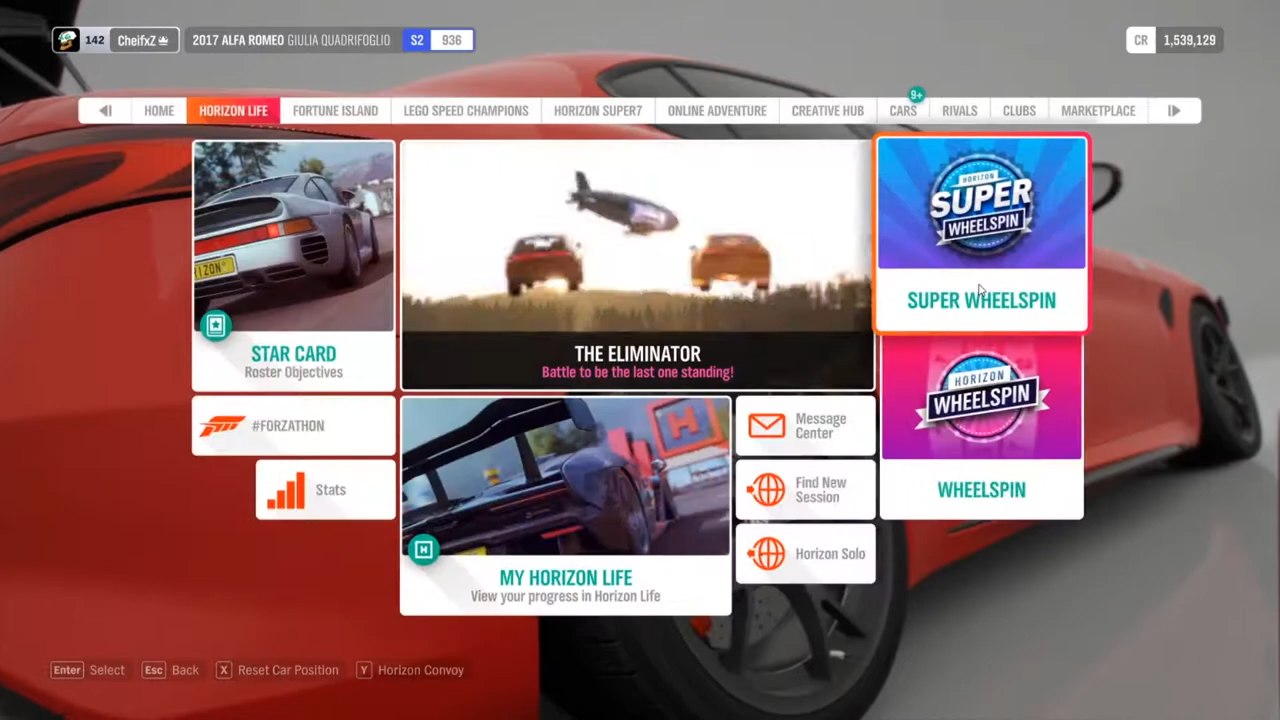 142 CheifxZ 2017 ALFA ROMEO GIULIA QUADRIFOGLIO S2 936 CR 1,539,129
9+
HOME HORIZON LIFE FORTUNE ISLAND LEGO SPEED CHAMPIONS HORIZON SUPER7 ONLINE ADVENTURE CREATIVE HUB CARS RIVALS CLUBS MARKETPLACE
HORIZON
SUPER
WHEELSPIN
SUPER WHEELSPIN
IZON
STAR CARD
Roster Objectives
THE ELIMINATOR
Battle to be the last one standing!
#FORZATHON
Stats
H
H
MY HORIZON LIFE
View your progress in Horizon Life
Message
Center
Find New
Session
Horizon Solo
HORIZON
WHEELSPIN
WHEELSPIN
Enter Select Esc Back X Reset Car Position Y Horizon Convoy